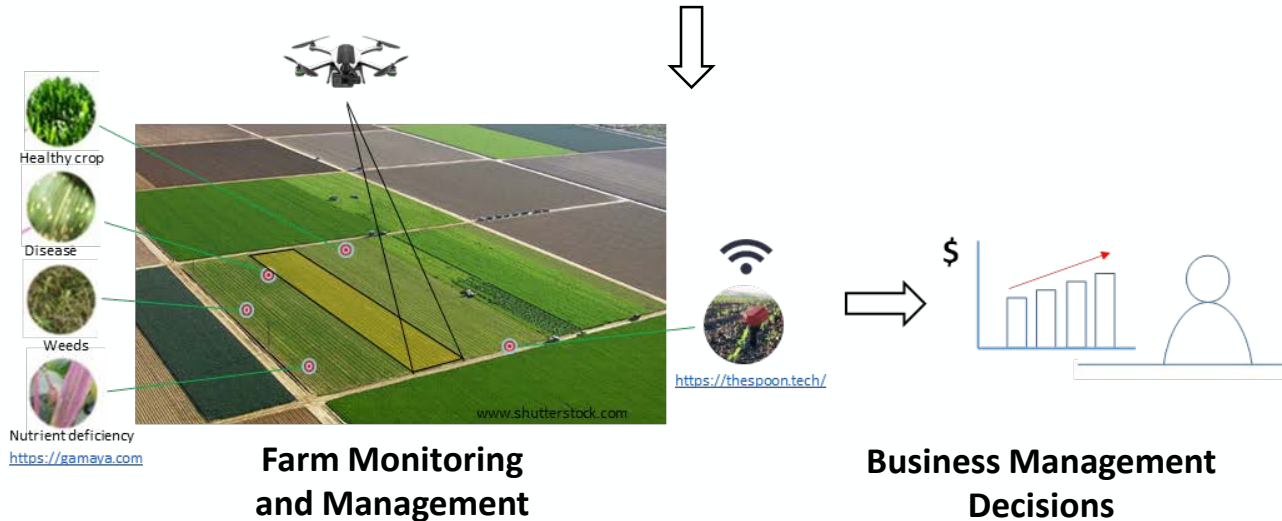 Healthy crop
Disease
Weeds
Nutrient deficiency
https://gamaya.com
www.shutterstock.com
https://thespoon.tech/
$
Farm Monitoring
and Management
Business Management
Decisions